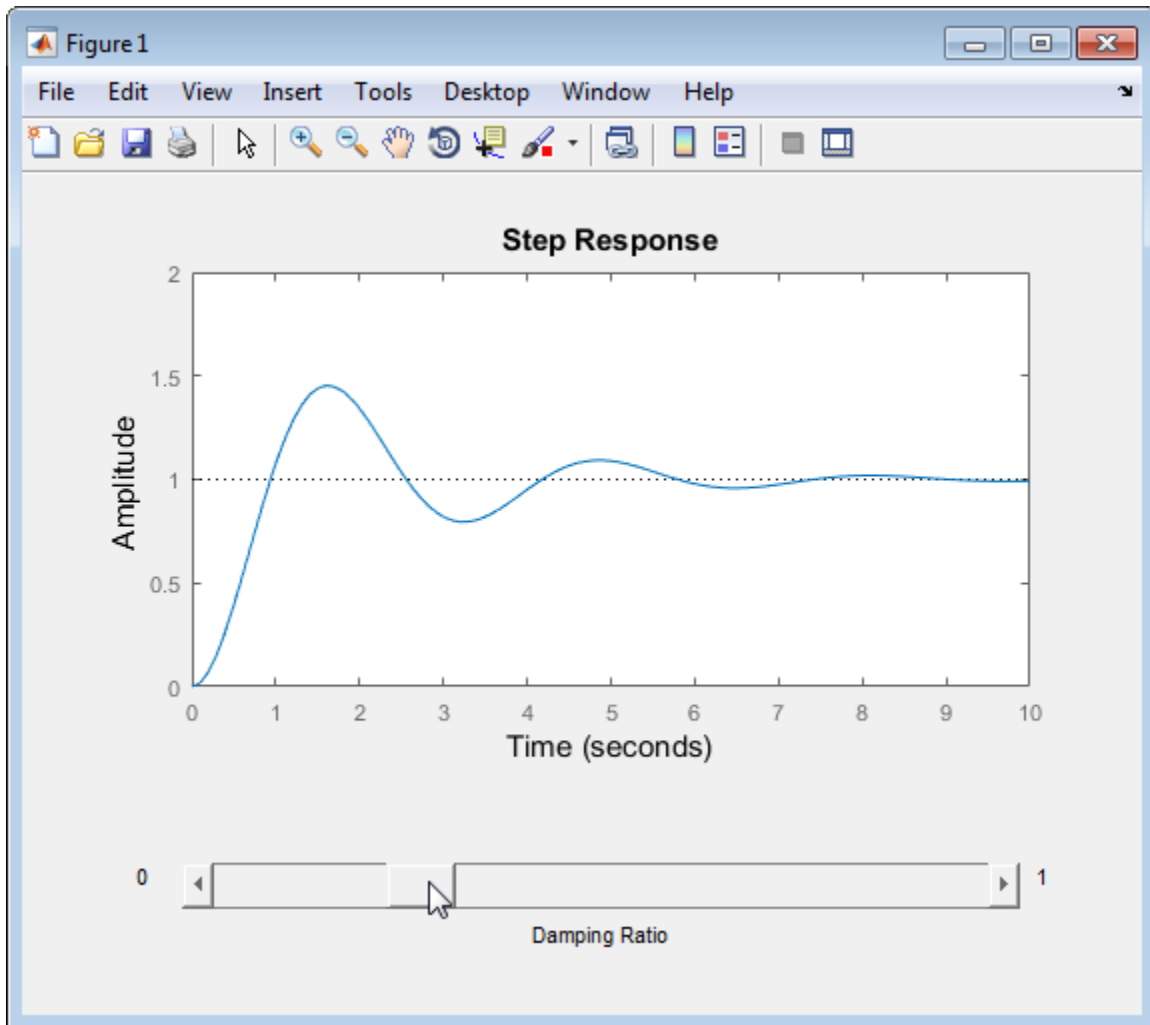 Figure 1
File Edit View Insert Tools Desktop Window Help
Step Response
2
1.5
1
0.5
0
Amplitude
0 1 2 3 4 5 6 7 8 9 10
Time (seconds)
0 1
Damping Ratio